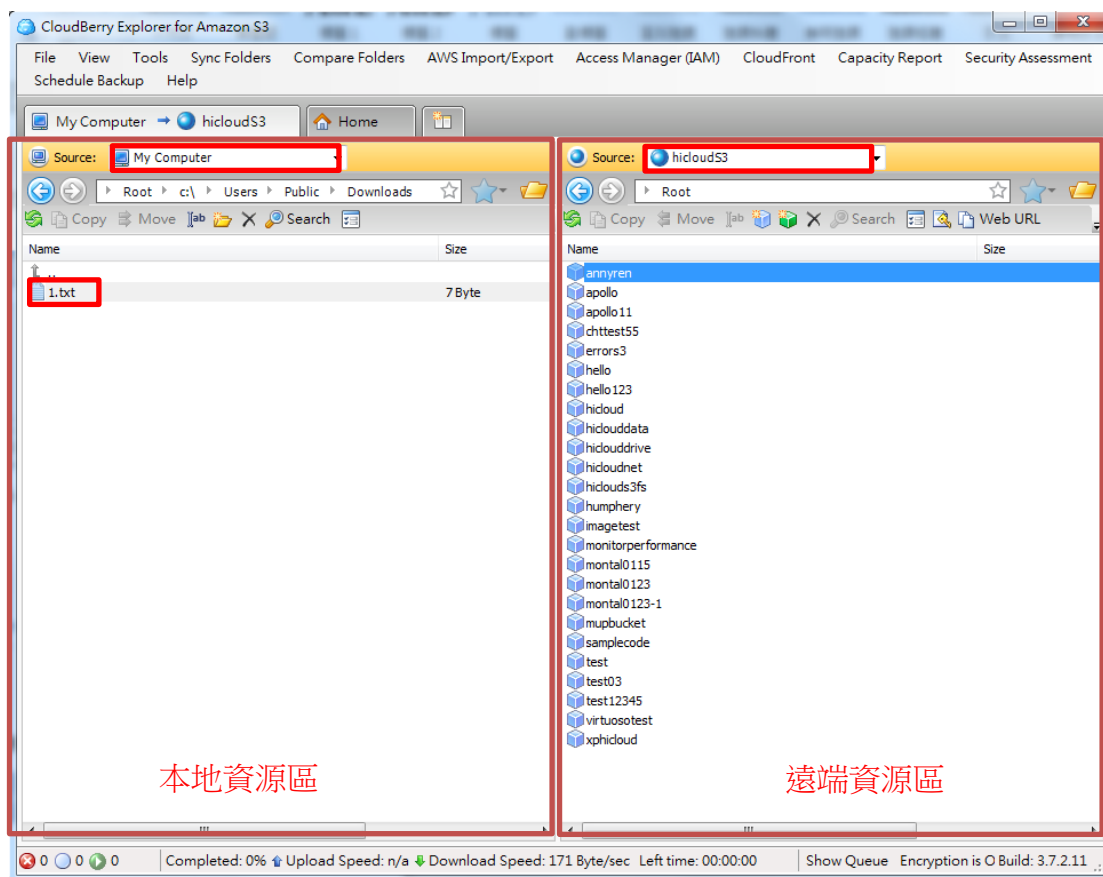 CloudBerry Explorer for Amazon S3
File View Tools Sync Folders Compare Folders AWS Import/Export Access Manager (IAM) CloudFront Capacity Report Security Assessment
Schedule Backup Help
My Computer hicloudS3 Home
Source: My Computer
Root c:\ Users Public Downloads
Copy Move Search
Name Size
..
1.txt 7 Byte
本地資源區
Source: hicloudS3
Root
Copy Move Search Web URL
Name Size
annyren
apollo
apollo11
chttest55
errors3
hello
hello123
hicloud
hiclouddata
hiclouddrive
hicloudnet
hiclouds3fs
humphery
imagetest
monitorperformance
montal0115
montal0123
montal0123-1
mupbucket
samplecode
test
test03
test12345
virtuosotest
xphicloud
遠端資源區
0 0 0 Completed: 0% Upload Speed: n/a Download Speed: 171 Byte/sec Left time: 00:00:00 Show Queue Encryption is O Build: 3.7.2.11